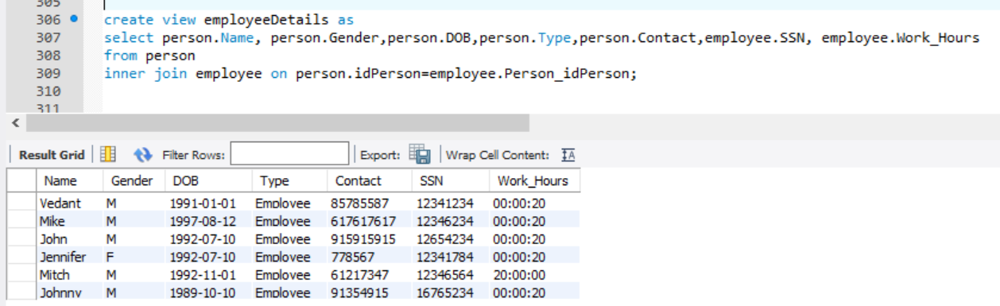 305
306 create view employeeDetails as
307 select person.Name, person.Gender,person.DOB,person.Type,person.Contact,employee.SSN, employee.Work_Hours
308 from person
309 inner join employee on person.idPerson=employee.Person_idPerson;
310
311
Result Grid Filter Rows: Export: Wrap Cell Content: IA
Name Gender DOB Type Contact SSN Work_Hours
Vedant M 1991-01-01 Employee 85785587 12341234 00:00:20
Mike M 1997-08-12 Employee 617617617 12346234 00:00:20
John M 1992-07-10 Employee 915915915 12654234 00:00:20
Jennifer F 1992-07-10 Employee 778567 12341784 00:00:20
Mitch M 1992-11-01 Employee 61217347 12346564 20:00:00
Johnny M 1989-10-10 Employee 91354915 16765234 00:00:20